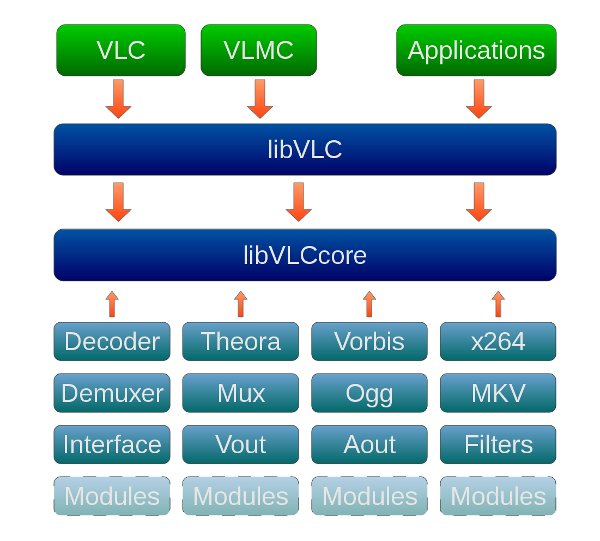 VLC VLMC Applications
libVLC
libVLCcore
Decoder Theora Vorbis x264
Demuxer Mux Ogg MKV
Interface Vout Aout Filters
Modules Modules Modules Modules